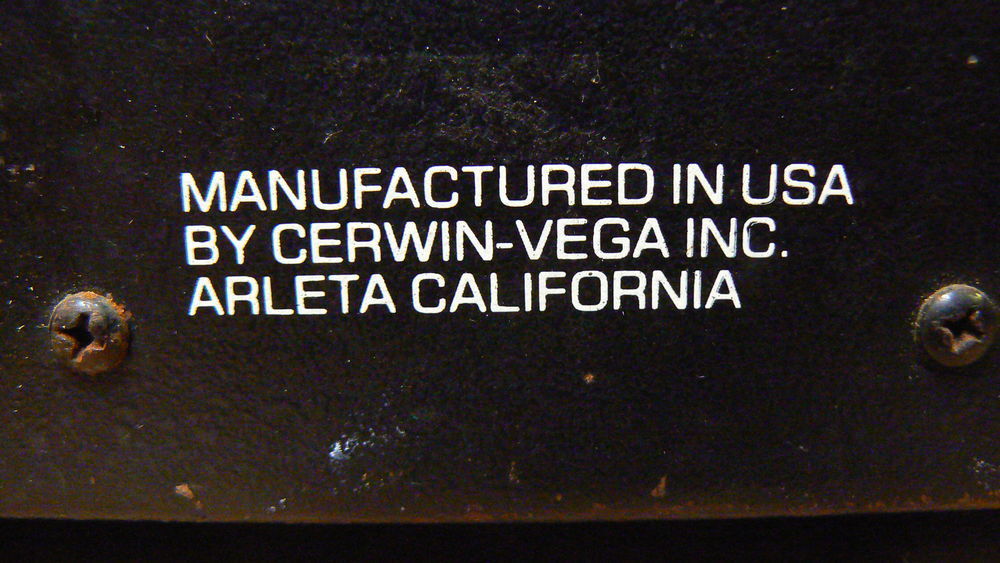 MANUFACTURED IN USA
BY CERWIN-VEGA INC.
ARLETA CALIFORNIA